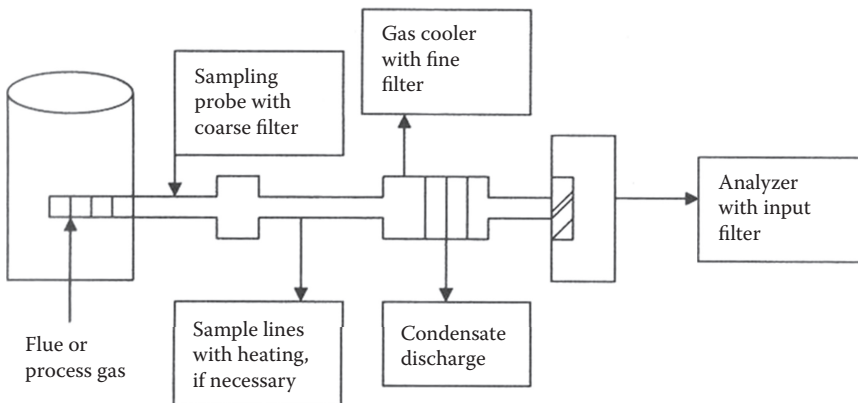 Sampling
probe with
coarse filter
Gas cooler
with fine
filter
Analyzer
with input
filter
Flue or
process gas
Sample lines
with heating,
if necessary
Condensate
discharge